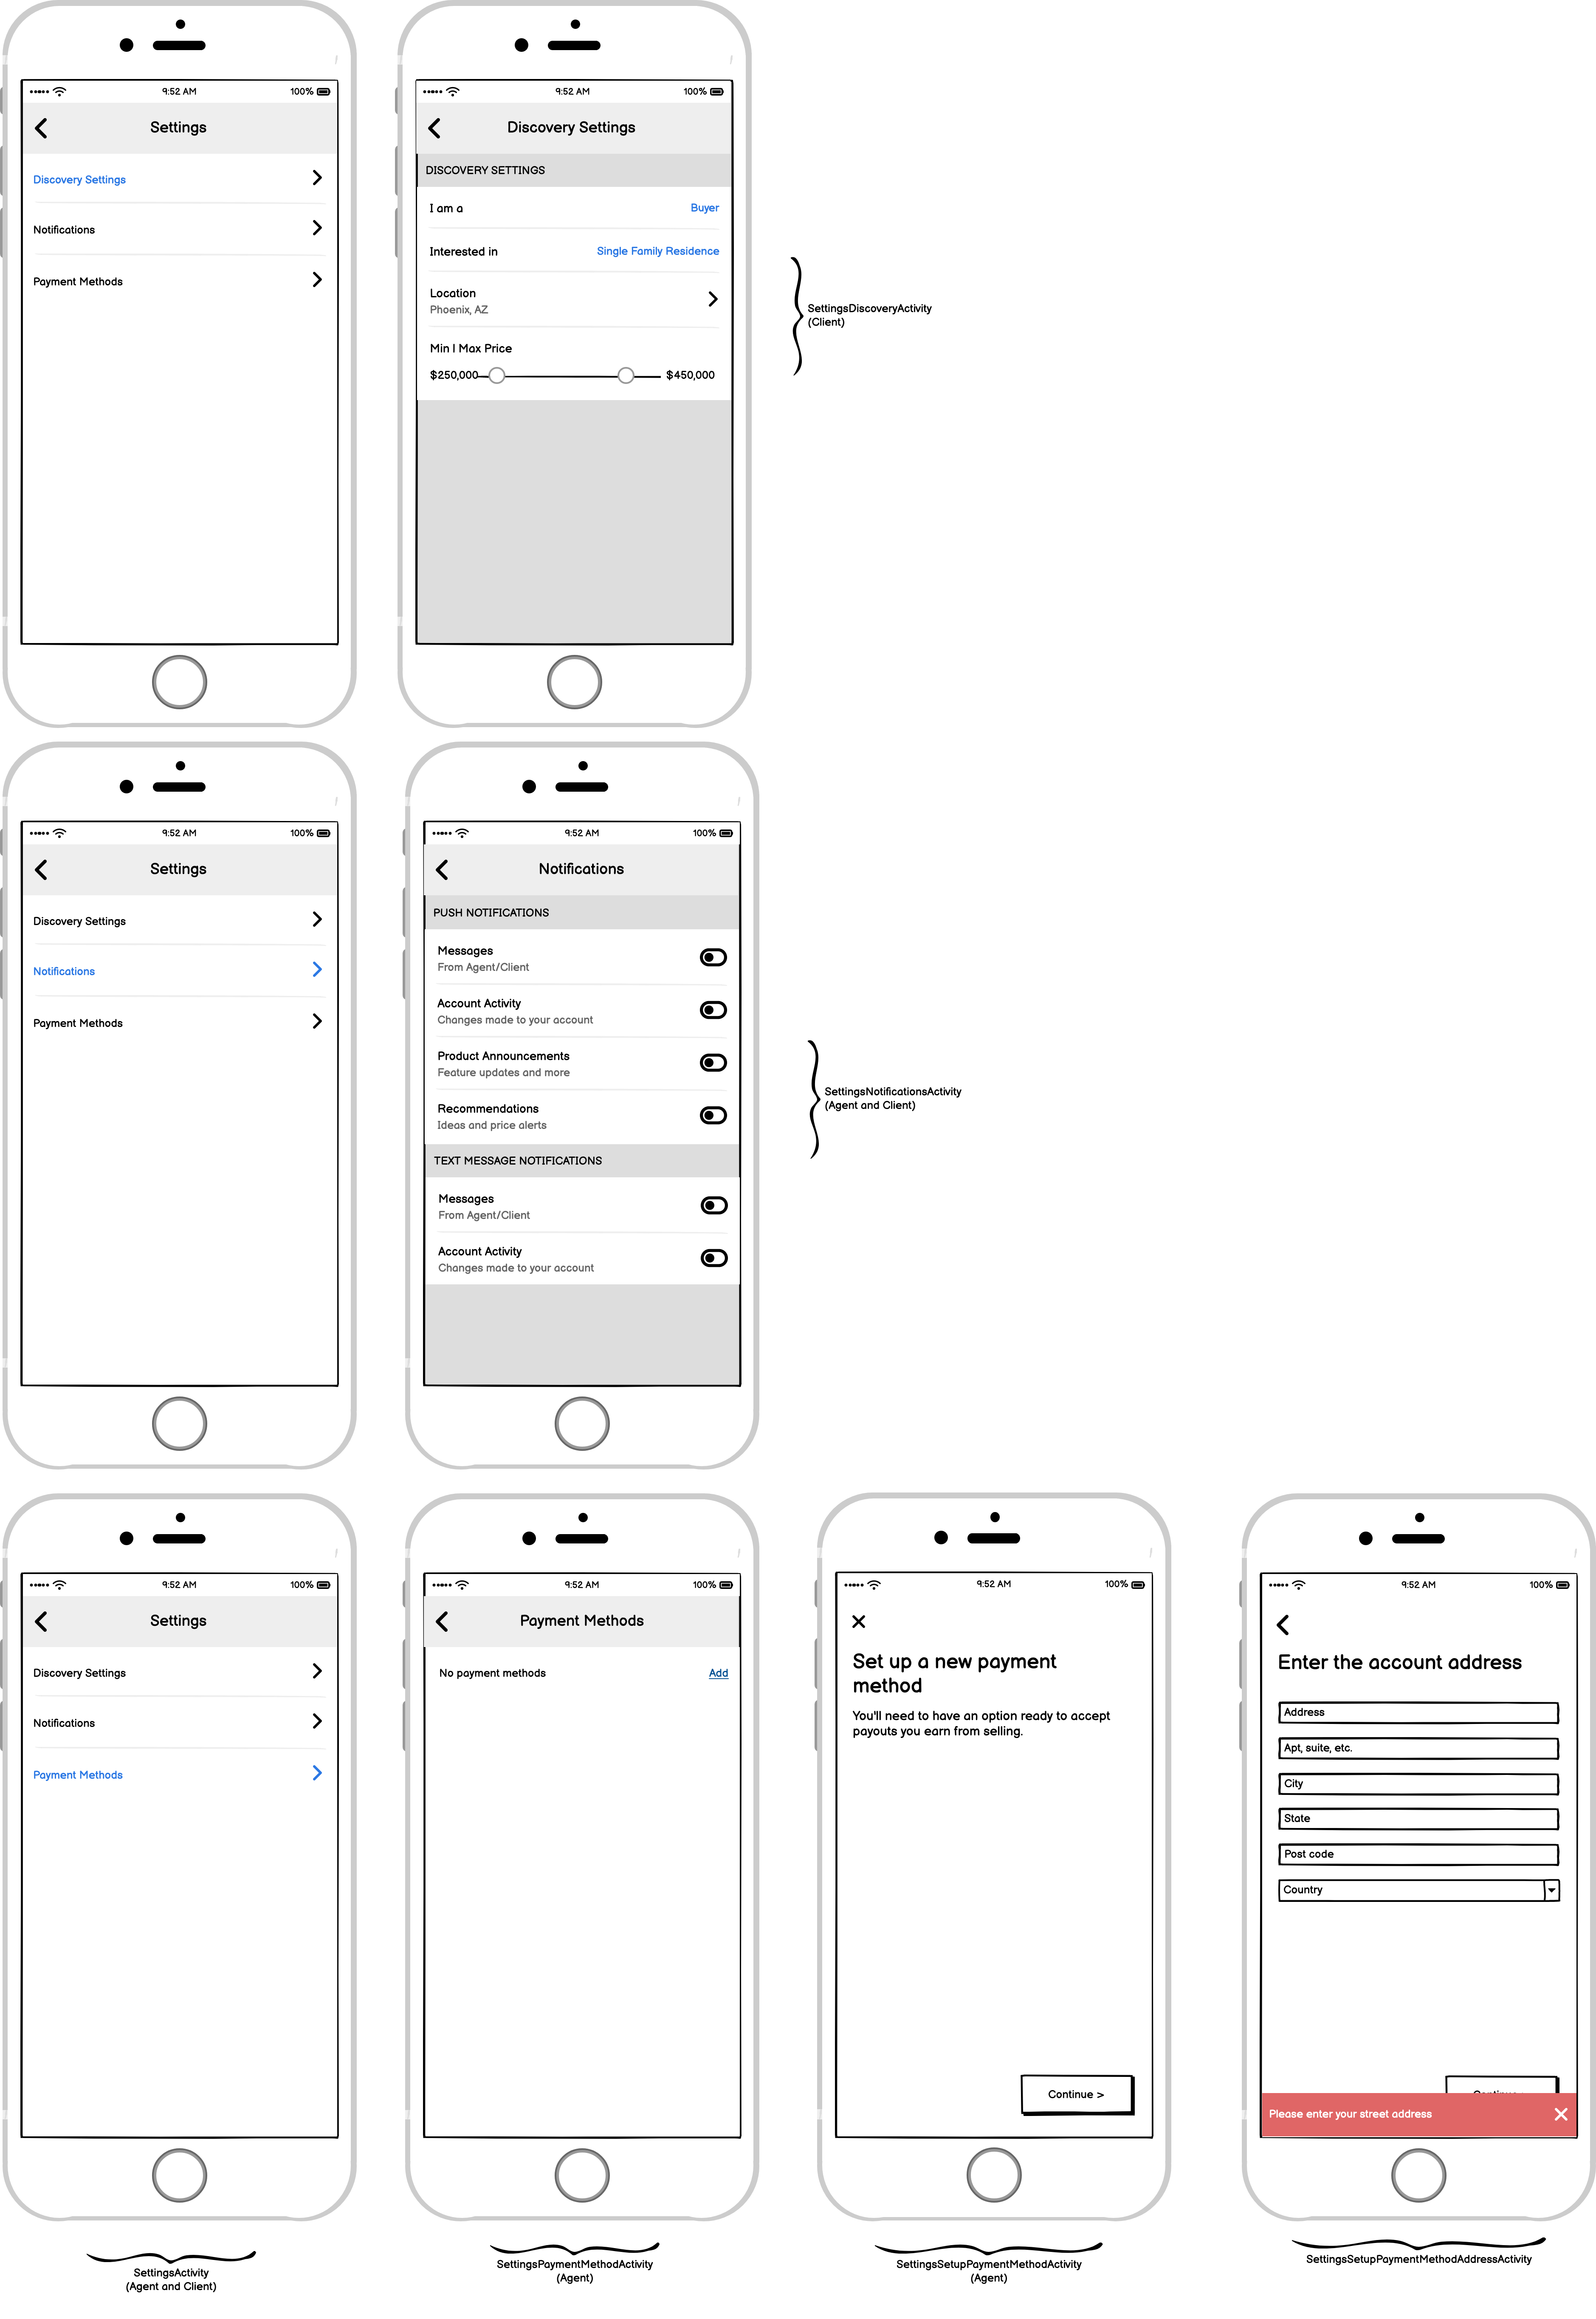 9:52 AM
100%
Settings
Discovery Settings
Notifications
Payment Methods
9:52 AM
100%
Discovery Settings
DISCOVERY SETTINGS
I am a
Buyer
Interested in
Single Family Residence
Location
Phoenix, AZ
Min | Max Price
$250,000
$450,000
SettingsDiscoveryActivity
(Client)
9:52 AM
100%
Settings
Discovery Settings
Notifications
Payment Methods
9:52 AM
100%
Notifications
PUSH NOTIFICATIONS
Messages
From Agent/Client
Account Activity
Changes made to your account
Product Announcements
Feature updates and more
Recommendations
Ideas and price alerts
TEXT MESSAGE NOTIFICATIONS
Messages
From Agent/Client
Account Activity
Changes made to your account
SettingsNotificationsActivity
(Agent and Client)
9:52 AM
100%
Settings
Discovery Settings
Notifications
Payment Methods
SettingsActivity
(Agent and Client)
9:52 AM
100%
Payment Methods
No payment methods
Add
SettingsPaymentMethodActivity
(Agent)
9:52 AM
100%
Set up a new payment
method
You'll need to have an option ready to accept
payouts you earn from selling.
Continue >
SettingsSetupPaymentMethodActivity
(Agent)
9:52 AM
100%
Enter the account address
Address
Apt, suite, etc.
City
State
Post code
Country
Please enter your street address
SettingsSetupPaymentMethodAddressActivity